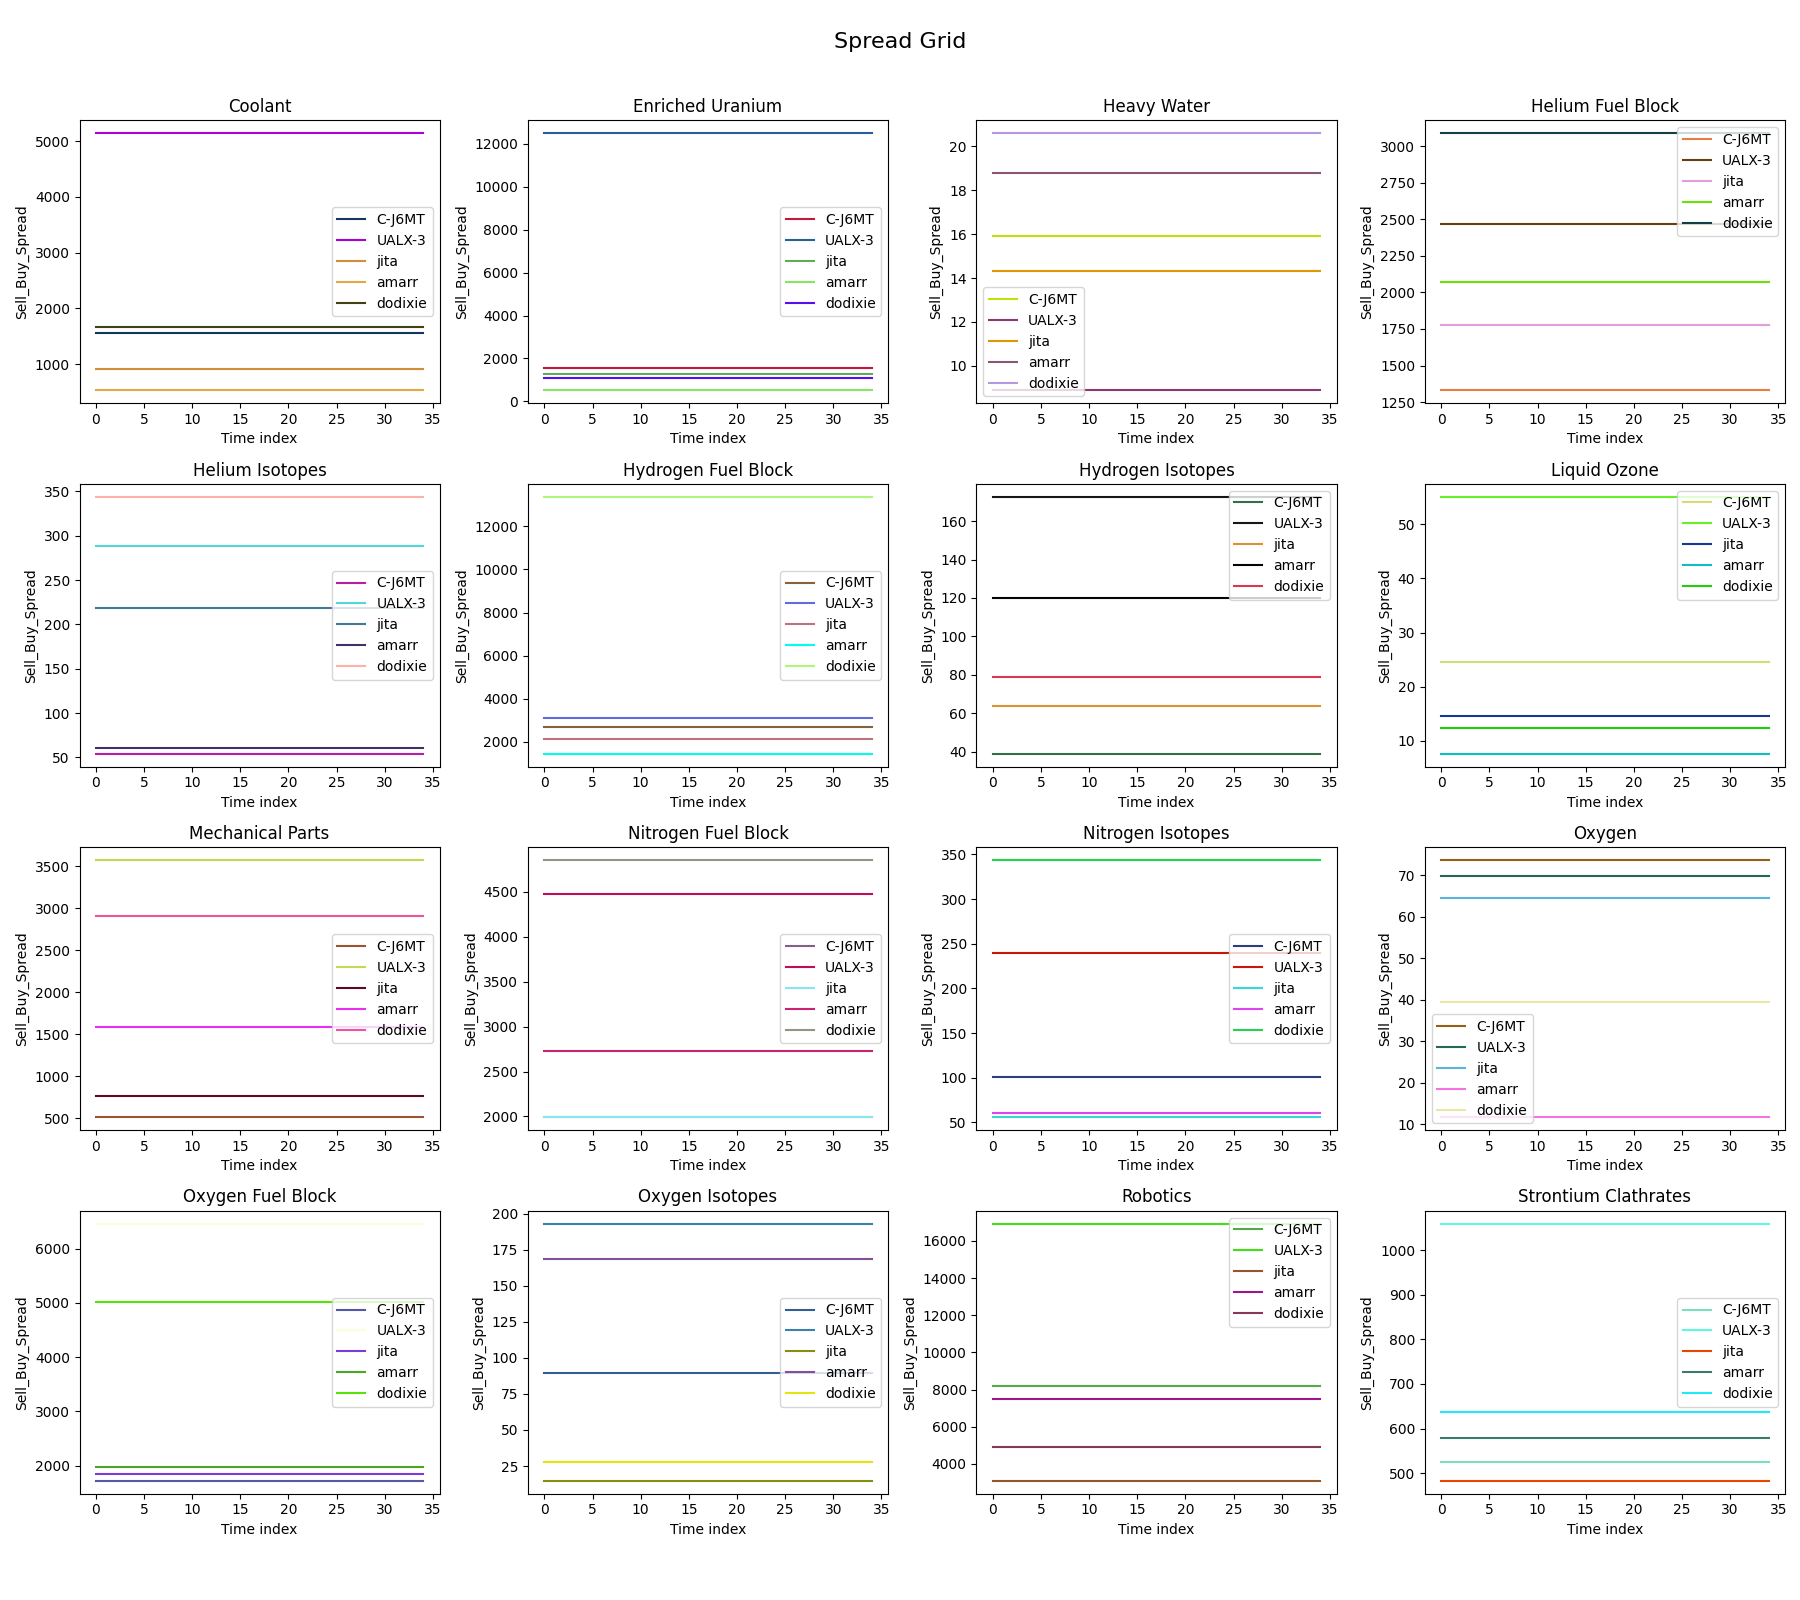 Spread Grid
Coolant
Sell_Buy_Spread
5000
4000
3000
2000
1000
C-J6MT
UALX-3
jita
amarr
dodixie
0 5 10 15 20 25 30 35
Time index
Enriched Uranium
Sell_Buy_Spread
12000
10000
8000
6000
4000
2000
0
C-J6MT
UALX-3
jita
amarr
dodixie
0 5 10 15 20 25 30 35
Time index
Heavy Water
Sell_Buy_Spread
20
18
16
14
12
10
C-J6MT
UALX-3
jita
amarr
dodixie
0 5 10 15 20 25 30 35
Time index
Helium Fuel Block
Sell_Buy_Spread
3000
2750
2500
2250
2000
1750
1500
1250
C-J6MT
UALX-3
jita
amarr
dodixie
0 5 10 15 20 25 30 35
Time index
Helium Isotopes
Sell_Buy_Spread
350
300
250
200
150
100
50
C-J6MT
UALX-3
jita
amarr
dodixie
0 5 10 15 20 25 30 35
Time index
Hydrogen Fuel Block
Sell_Buy_Spread
12000
10000
8000
6000
4000
2000
C-J6MT
UALX-3
jita
amarr
dodixie
0 5 10 15 20 25 30 35
Time index
Hydrogen Isotopes
Sell_Buy_Spread
160
140
120
100
80
60
40
C-J6MT
UALX-3
jita
amarr
dodixie
0 5 10 15 20 25 30 35
Time index
Liquid Ozone
Sell_Buy_Spread
50
40
30
20
10
C-J6MT
UALX-3
jita
amarr
dodixie
0 5 10 15 20 25 30 35
Time index
Mechanical Parts
Sell_Buy_Spread
3500
3000
2500
2000
1500
1000
500
C-J6MT
UALX-3
jita
amarr
dodixie
0 5 10 15 20 25 30 35
Time index
Nitrogen Fuel Block
Sell_Buy_Spread
4500
4000
3500
3000
2500
2000
C-J6MT
UALX-3
jita
amarr
dodixie
0 5 10 15 20 25 30 35
Time index
Nitrogen Isotopes
Sell_Buy_Spread
350
300
250
200
150
100
50
C-J6MT
UALX-3
jita
amarr
dodixie
0 5 10 15 20 25 30 35
Time index
Oxygen
Sell_Buy_Spread
70
60
50
40
30
20
10
C-J6MT
UALX-3
jita
amarr
dodixie
0 5 10 15 20 25 30 35
Time index
Oxygen Fuel Block
Sell_Buy_Spread
6000
5000
4000
3000
2000
C-J6MT
UALX-3
jita
amarr
dodixie
0 5 10 15 20 25 30 35
Time index
Oxygen Isotopes
Sell_Buy_Spread
200
175
150
125
100
75
50
25
C-J6MT
UALX-3
jita
amarr
dodixie
0 5 10 15 20 25 30 35
Time index
Robotics
Sell_Buy_Spread
16000
14000
12000
10000
8000
6000
4000
C-J6MT
UALX-3
jita
amarr
dodixie
0 5 10 15 20 25 30 35
Time index
Strontium Clathrates
Sell_Buy_Spread
1000
900
800
700
600
500
C-J6MT
UALX-3
jita
amarr
dodixie
0 5 10 15 20 25 30 35
Time index